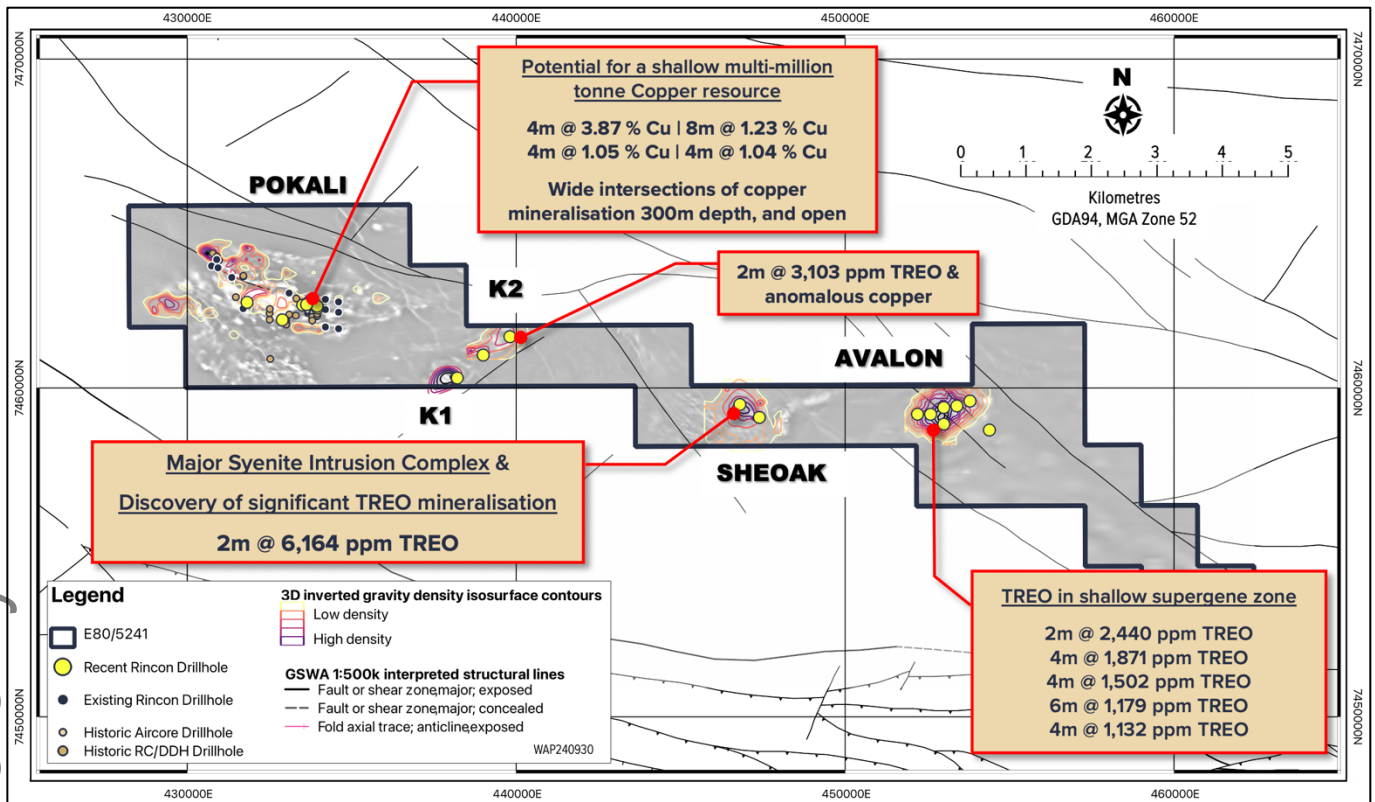 430000E
440000E
450000E
460000E
7470000N
7470000N
Potential for a shallow multi-million
tonne Copper resource
4m @ 3.87 % Cu | 8m @ 1.23 % Cu
4m @ 1.05 % Cu | 4m @ 1.04 % Cu
Wide intersections of copper
mineralisation 300m depth, and open
N
0 1 2 3 4 5
Kilometres
GDA94, MGA Zone 52
POKALI
K2
2m @ 3,103 ppm TREO &
anomalous copper
AVALON
7460000N
7460000N
K1
SHEOAK
Major Syenite Intrusion Complex &
Discovery of significant TREO mineralisation
2m @ 6,164 ppm TREO
TREO in shallow supergene zone
2m @ 2,440 ppm TREO
4m @ 1,871 ppm TREO
4m @ 1,502 ppm TREO
6m @ 1,179 ppm TREO
4m @ 1,132 ppm TREO
Legend
E80/5241
Recent Rincon Drillhole
Existing Rincon Drillhole
Historic Aircore Drillhole
Historic RC/DDH Drillhole
3D inverted gravity density isosurface contours
Low density
High density
GSWA 1:500k interpreted structural lines
Fault or shear zone,major; exposed
Fault or shear zone,major; concealed
Fold axial trace; anticline,exposed
WAP240930
7450000N
7450000N
430000E
440000E
450000E
460000E